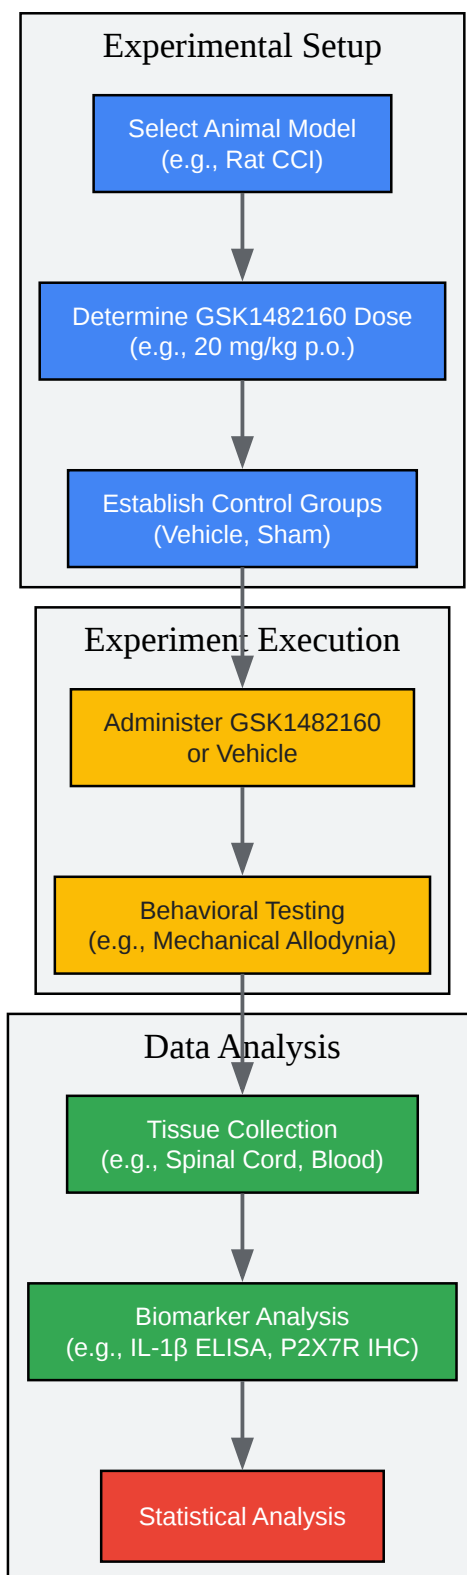 Experimental Setup
Select Animal Model
(e.g., Rat CCI)
Determine GSK1482160 Dose
(e.g., 20 mg/kg p.o.)
Establish Control Groups
(Vehicle, Sham)
Experiment Execution
Administer GSK1482160
or Vehicle
Behavioral Testing
(e.g., Mechanical Allodynia)
Data Analysis
Tissue Collection
(e.g., Spinal Cord, Blood)
Biomarker Analysis
(e.g., IL-1β ELISA, P2X7R IHC)
Statistical Analysis